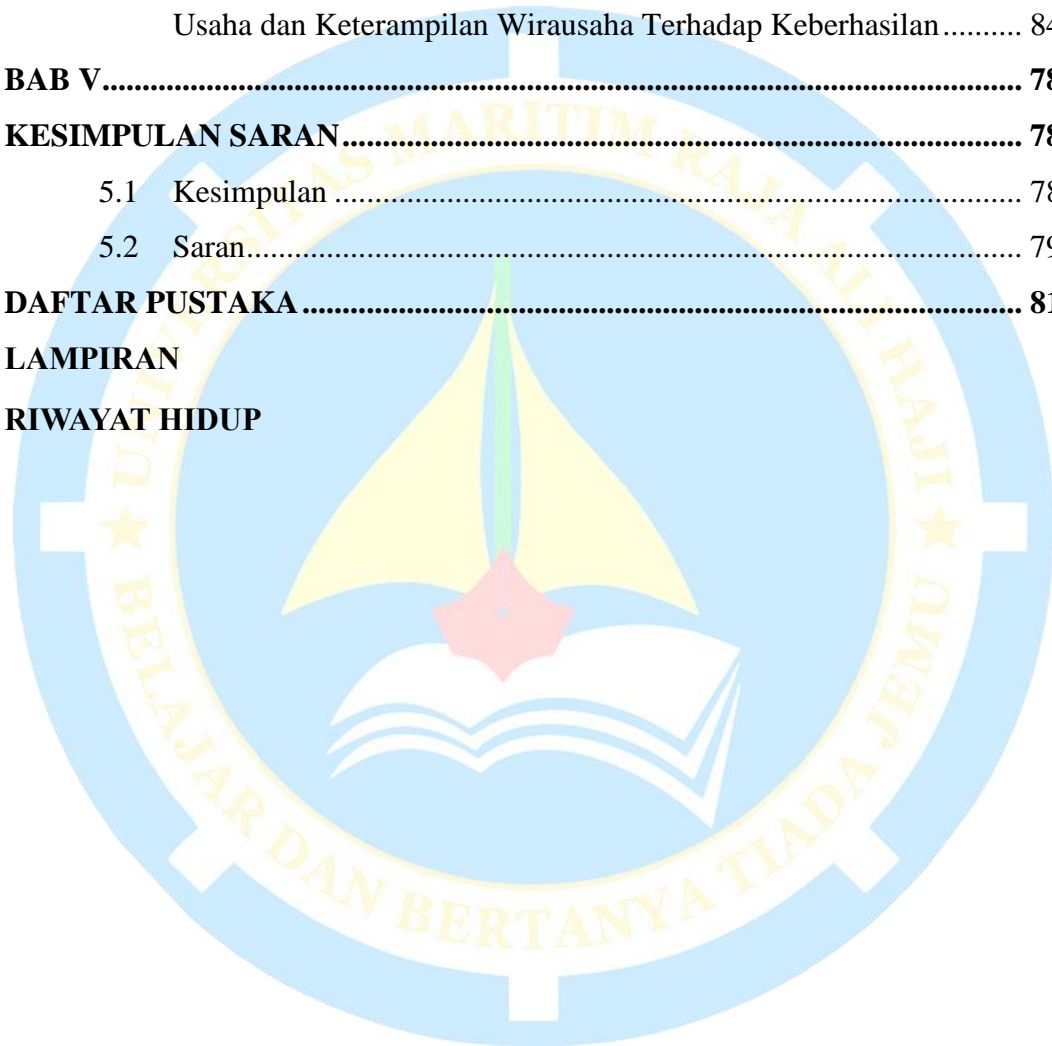 Usaha dan Keterampilan Wirausaha Terhadap Keberhasilan .......... 84
BAB V..................................................................................................................... 78
KESIMPULAN SARAN...................................................................................... 78
5.1 Kesimpulan ....................................................................................... 78
5.2 Saran.................................................................................................. 79
DAFTAR PUSTAKA ........................................................................................... 81
LAMPIRAN
RIWAYAT HIDUP
UNIVERSITAS MARITIM RAJA ALI HAJI
BELAJAR DAN BERTANYA TIADA JEMU